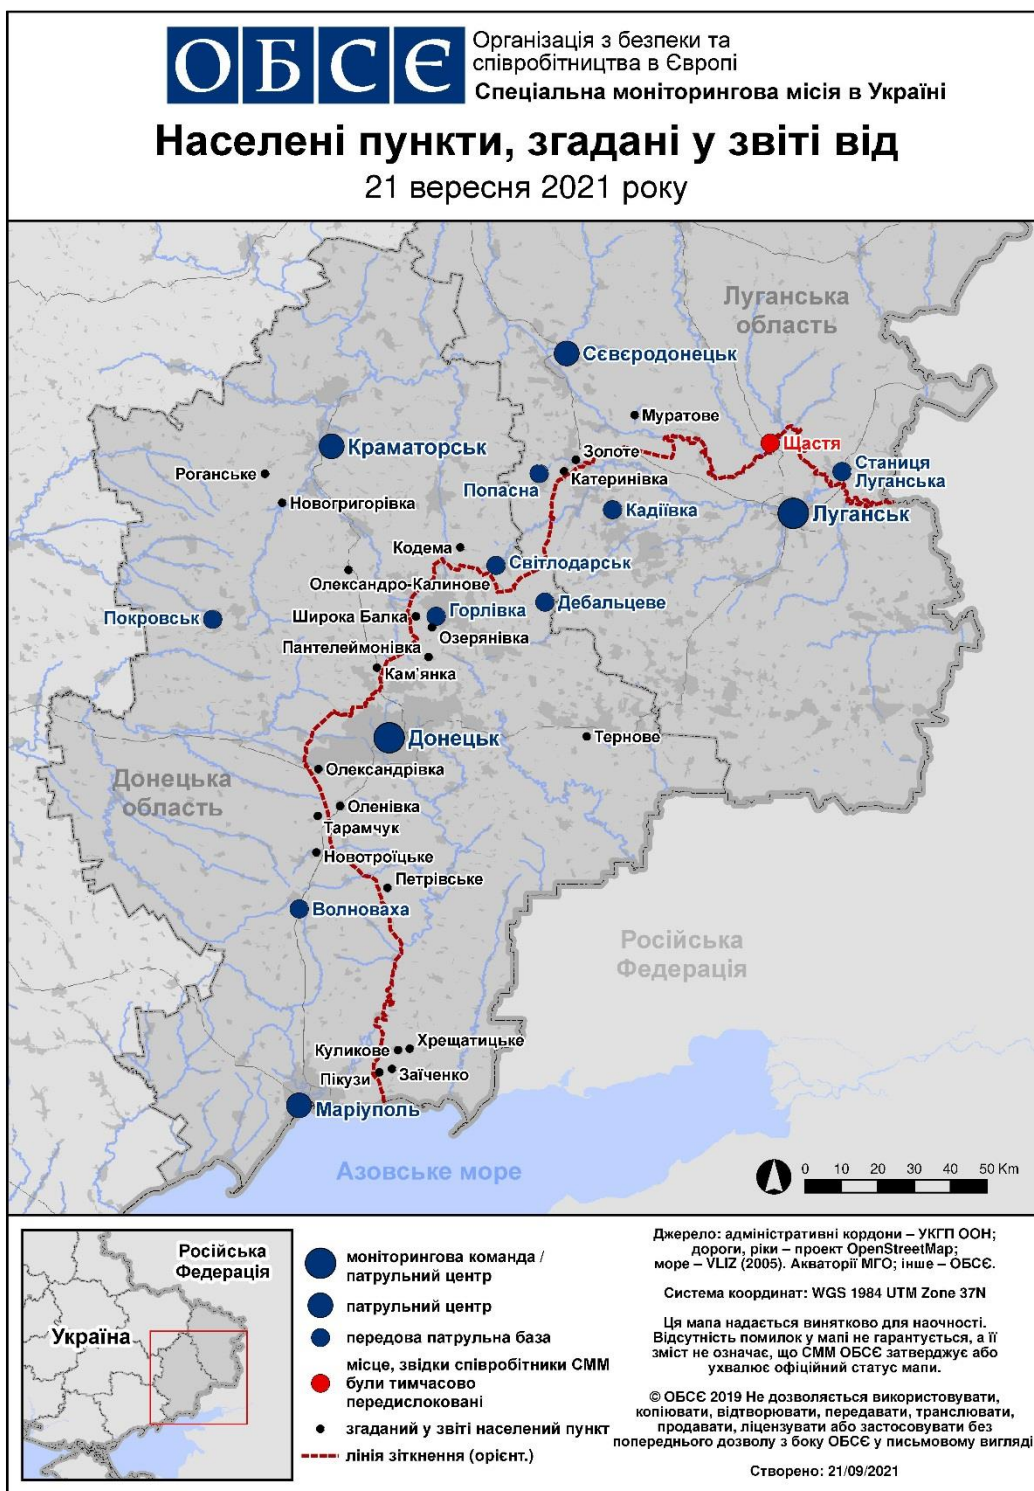 ОБСЄ
Організація з безпеки та
співробітництва в Європі
Спеціальна моніторингова місія в Україні
Населені пункти, згадані у звіті від
21 вересня 2021 року
Луганська
область
Сєвєродонецьк
Муратове
Щастя
Краматорськ
Золоте
Станиця
Луганська
Роганське
Катеринівка
Попасна
Новогригорівка
Кадіївка
Луганськ
Кодема
Світлодарськ
Олександро-Калинове
Дебальцеве
Покровськ
Широка Балка
Горлівка
Озерянівка
Пантелеймонівка
Кам'янка
Донецьк
Тернове
Донецька
область
Олександрівка
Оленівка
Тарамчук
Новотроїцьке
Петрівське
Волноваха
Російська
Федерація
Хрещатицьке
Куликове
Заїченко
Пікузи
Маріуполь
Азовське море
0 10 20 30 40 50 Km
Російська
Федерація
Україна
моніторингова команда /
патрульний центр
патрульний центр
передова патрульна база
місце, звідки співробітники СММ
були тимчасово
передислоковані
згаданий у звіті населений пункт
лінія зіткнення (орієнт.)
Джерело: адміністративні кордони – УКГП ООН;
дороги, ріки – проект OpenStreetMap;
море – VLIZ (2005). Акваторії МГО; інше – ОБСЄ.
Система координат: WGS 1984 UTM Zone 37N
Ця мапа надається винятково для наочності.
Відсутність помилок у мапі не гарантується, а її
зміст не означає, що СММ ОБСЄ затверджує або
ухвалює офіційний статус мапи.
© ОБСЄ 2019 Не дозволяється використовувати,
копіювати, відтворювати, передавати, транслювати,
продавати, ліцензувати або застосовувати без
попереднього дозволу з боку ОБСЄ у письмовому вигляді
Створено: 21/09/2021